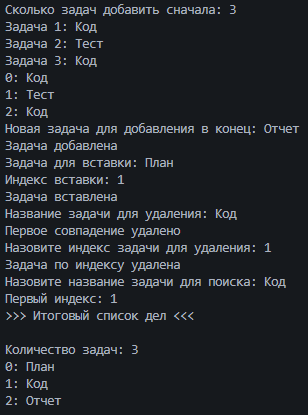 Сколько задач добавить сначала: 3
Задача 1: Код
Задача 2: Тест
Задача 3: Код
0: Код
1: Тест
2: Код
Новая задача для добавления в конец: Отчет
Задача добавлена
Задача для вставки: План
Индекс вставки: 1
Задача вставлена
Название задачи для удаления: Код
Первое совпадение удалено
Назовите индекс задачи для удаления: 1
Задача по индексу удалена
Назовите название задачи для поиска: Код
Первый индекс: 1
>>> Итоговый список дел <<<

Количество задач: 3
0: План
1: Код
2: Отчет